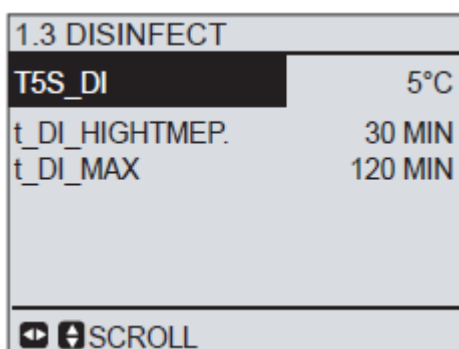 1.3 DISINFECT
T5S_DI 5°C
t_DI_HIGHTMEP. 30 MIN
t_DI_MAX 120 MIN
SCROLL